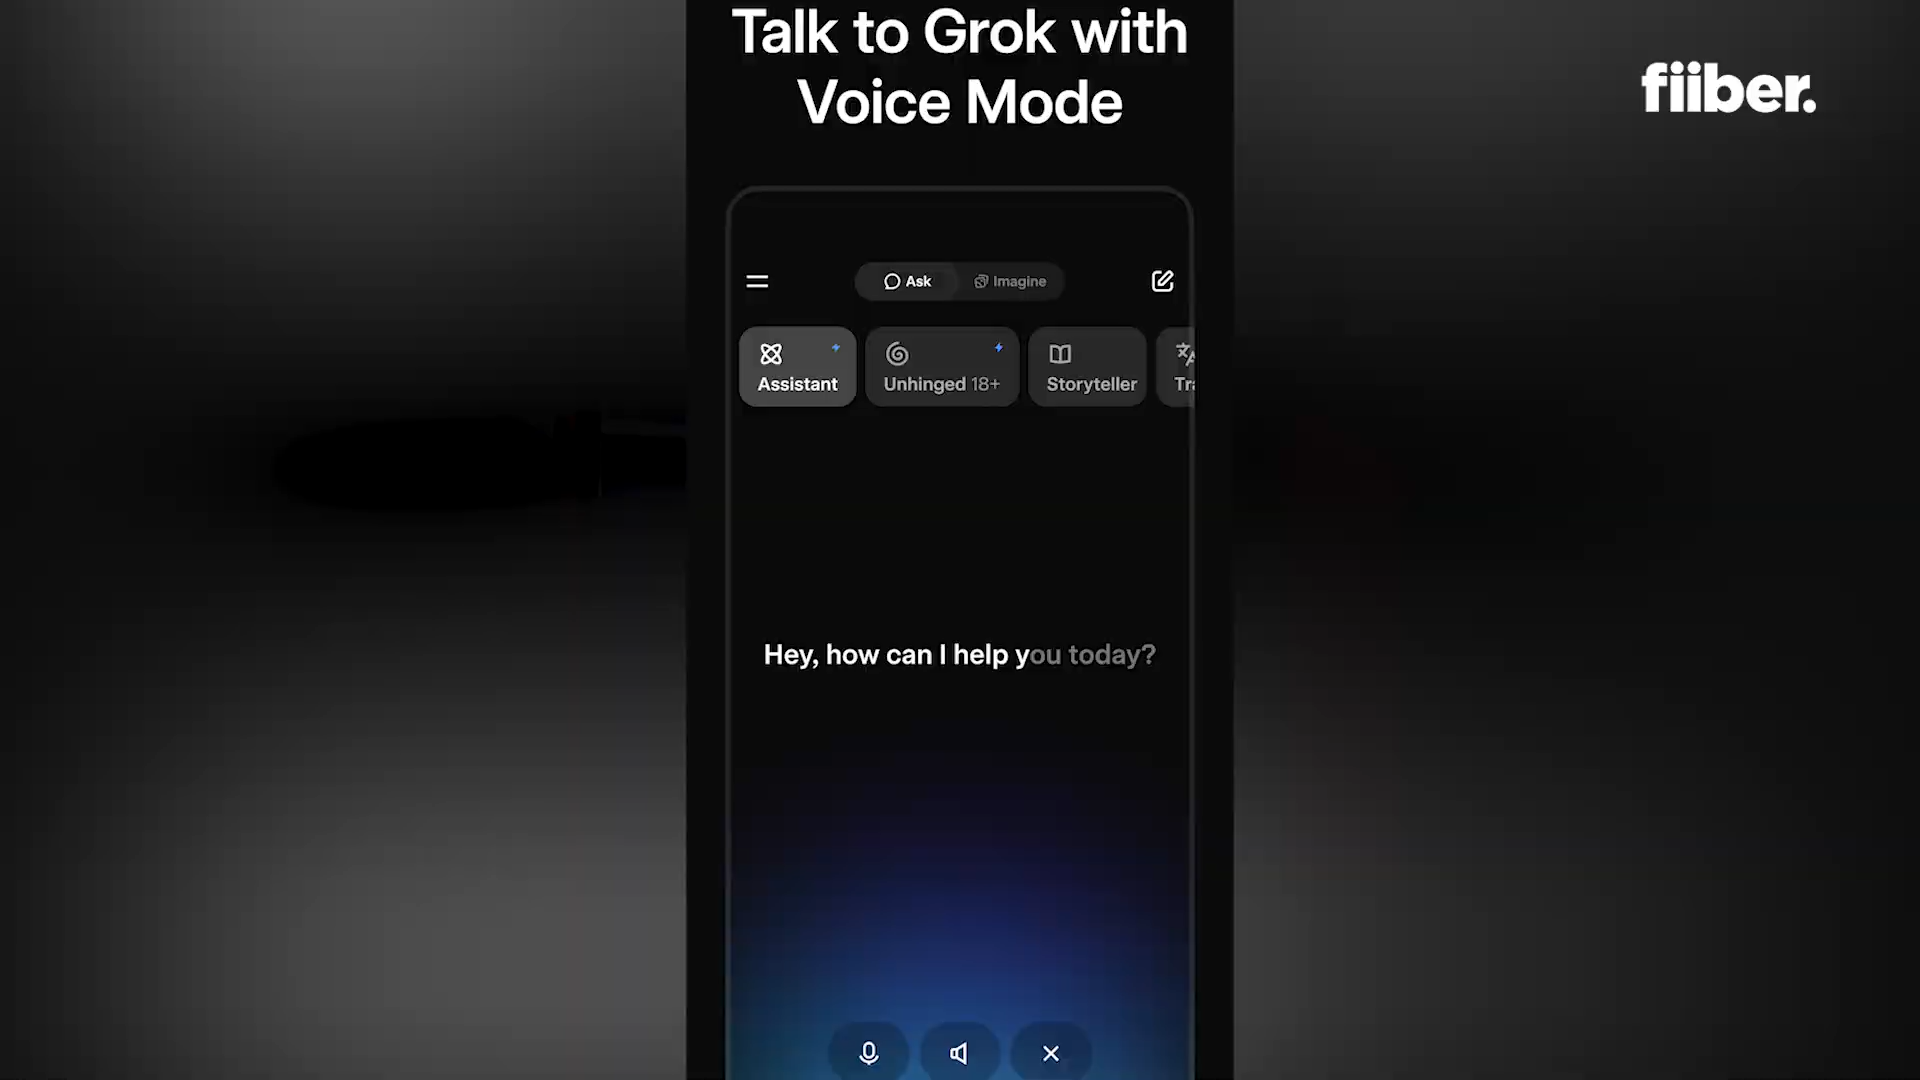 Talk to Grok with
Voice Mode
fiiber.
Ask
Imagine
Assistant
Unhinged 18+
Storyteller
Tra
Hey, how can I help you today?